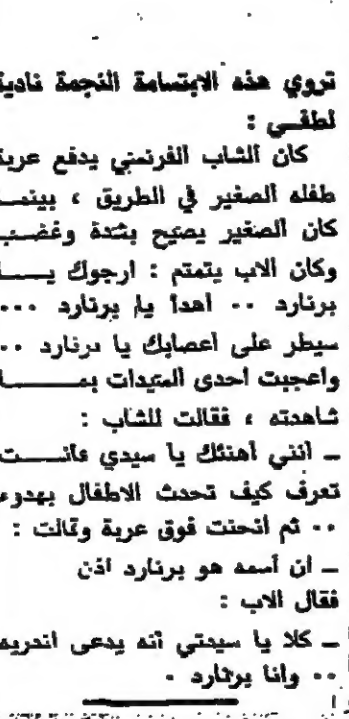 تروي هذه الابتسامة النجمة نادية
لطفي :
كان الشاب الفرنسي يدفع عربة
طفله الصغير في الطريق ، بينما
كان الصغير يصيح بشدة وغضب
وكان الاب يتمتم : ارجوك يا
برنارد .. اهدأ يا برنارد ...
سيطر على اعصابك يا برنارد ..
واعجبت احدى السيدات بما
شاهدته ، فقالت للشاب :
ـ انني اهنئك يا سيدي فانت
تعرف كيف تحدث الاطفال بهدوء
.. ثم انحنت فوق عربة وقالت :
ـ ان أسمه هو برنارد اذن
فقال الاب :
ـ كلا يا سيدتي أنه يدعى اندريه
.. وانا برنارد .